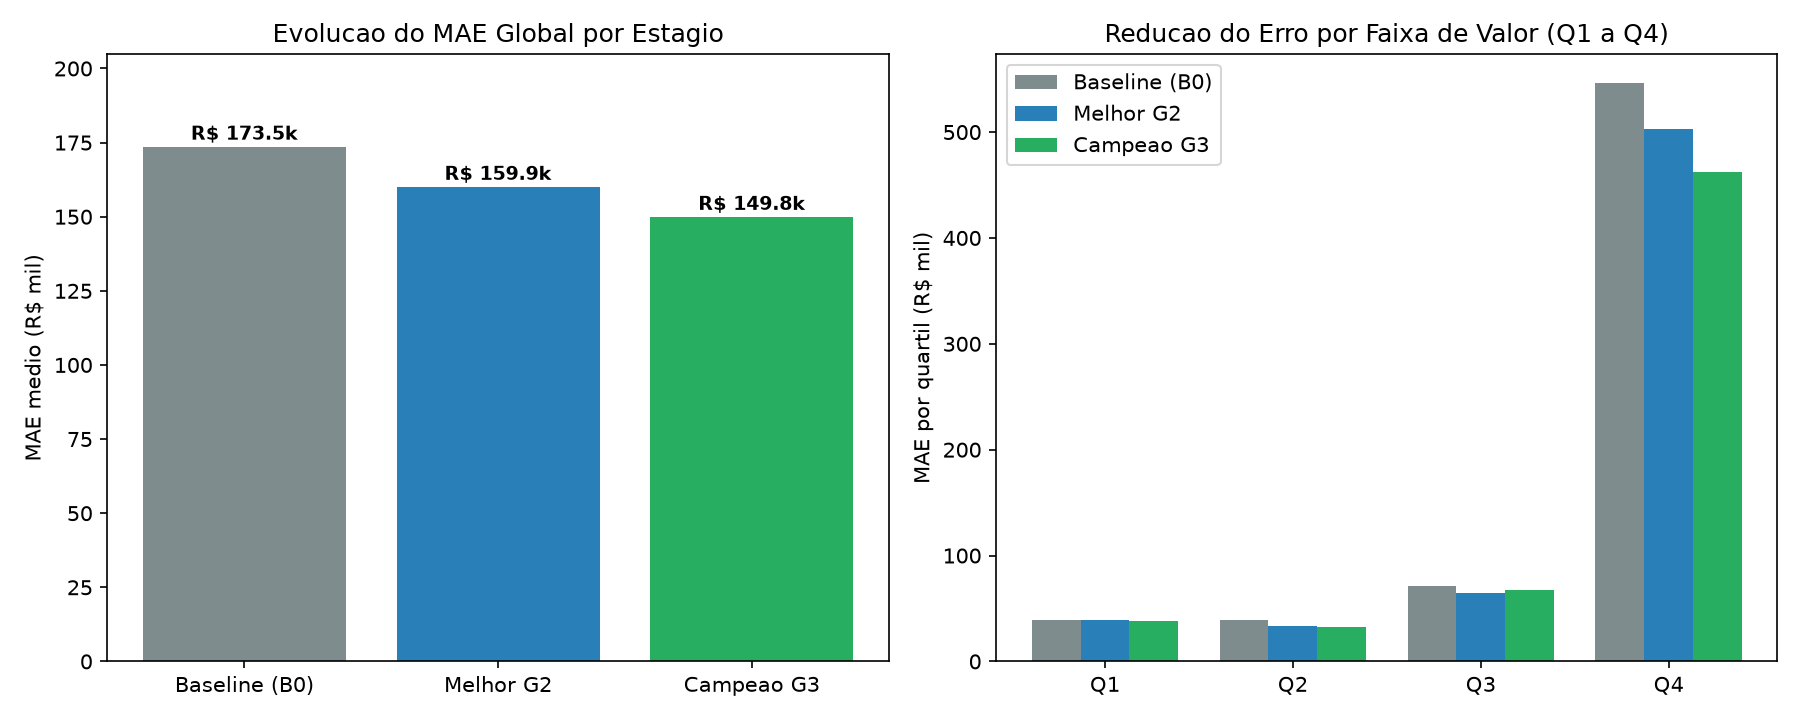 Evolucao do MAE Global por Estagio
MAE medio (R$ mil)
200
175
150
125
100
75
50
25
0
R$ 173.5k
R$ 159.9k
R$ 149.8k
Baseline (B0)
Melhor G2
Campeao G3
Reducao do Erro por Faixa de Valor (Q1 a Q4)
MAE por quartil (R$ mil)
500
400
300
200
100
0
Baseline (B0)
Melhor G2
Campeao G3
Q1
Q2
Q3
Q4